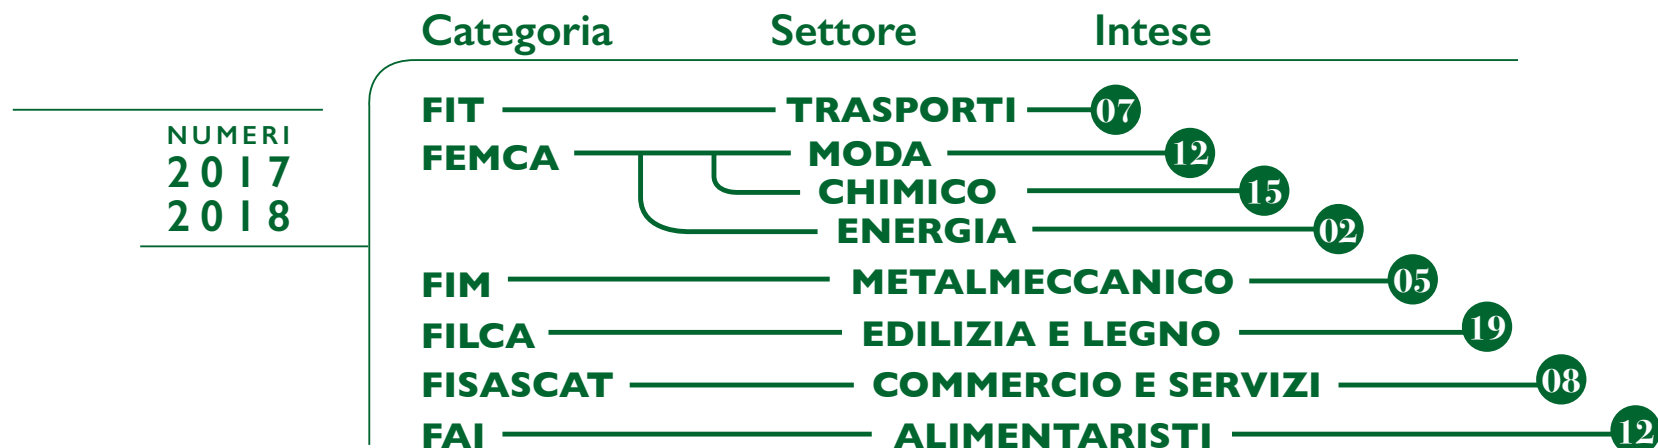 Categoria Settore Intese
NUMERI
2017
2018
FIT TRASPORTI 07
FEMCA MODA 12
CHIMICO 15
ENERGIA 02
FIM METALMECCANICO 05
FILCA EDILIZIA E LEGNO 19
FISASCAT COMMERCIO E SERVIZI 08
FAI ALIMENTARISTI 12